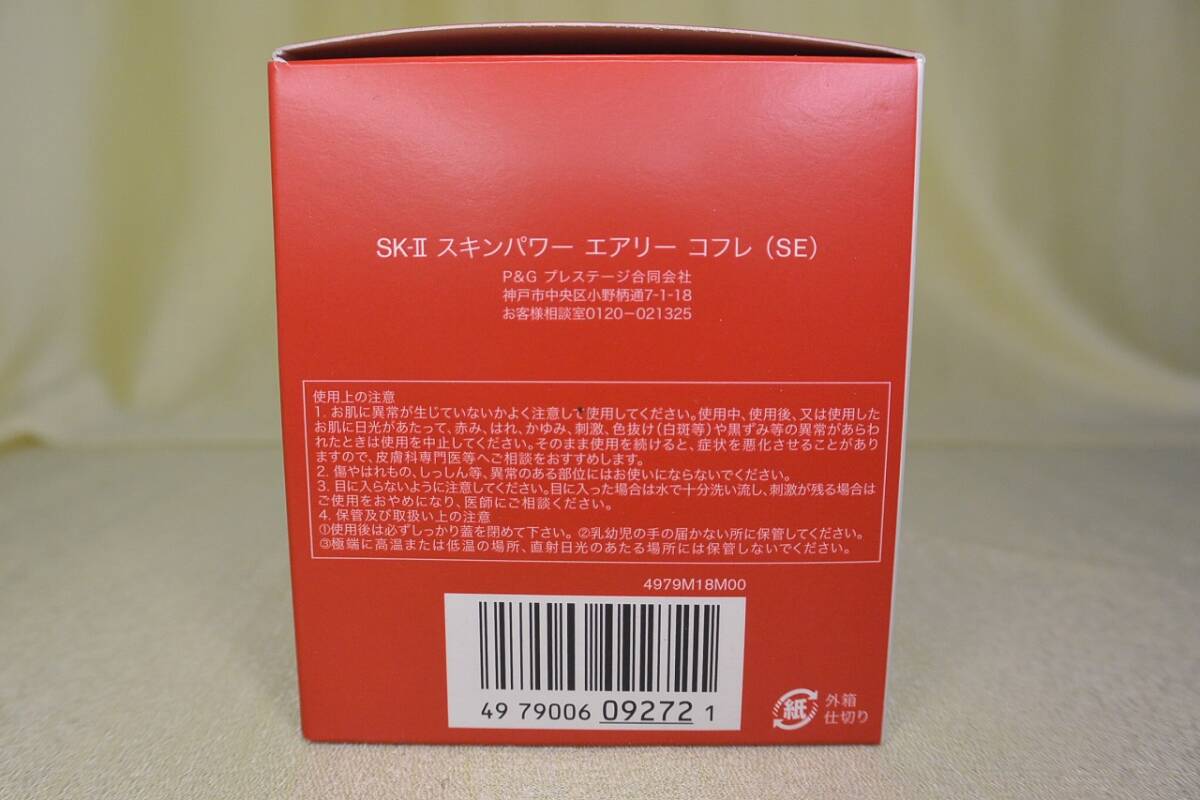 SK-Ⅱ スキンパワー エアリー コフレ（SE）
P&G プレステージ合同会社
神戸市中央区小野柄通7-1-18
お客様相談室0120-021325
使用上の注意
1. お肌に異常が生じていないかよく注意して使用してください。使用中、使用後、又は使用した
お肌に日光があたって、赤み、はれ、かゆみ、刺激、色抜け(白斑等)や黒ずみ等の異常があらわ
れたときは使用を中止してください。そのまま使用を続けると、症状を悪化させることがあり
ますので、皮膚科専門医等へご相談をおすすめします。
2. 傷やはれもの、しっしん等、異常のある部位にはお使いにならないでください。
3. 目に入らないように注意してください。目に入った場合は水で十分洗い流し、刺激が残る場合は
ご使用をおやめになり、医師にご相談ください。
4. 保管及び取扱い上の注意
①使用後は必ずしっかり蓋を閉めて下さい。②乳幼児の手の届かない所に保管してください。
③極端に高温または低温の場所、直射日光のあたる場所には保管しないでください。
4979M18M00
49 79006 09272 1
紙 外箱
仕切り